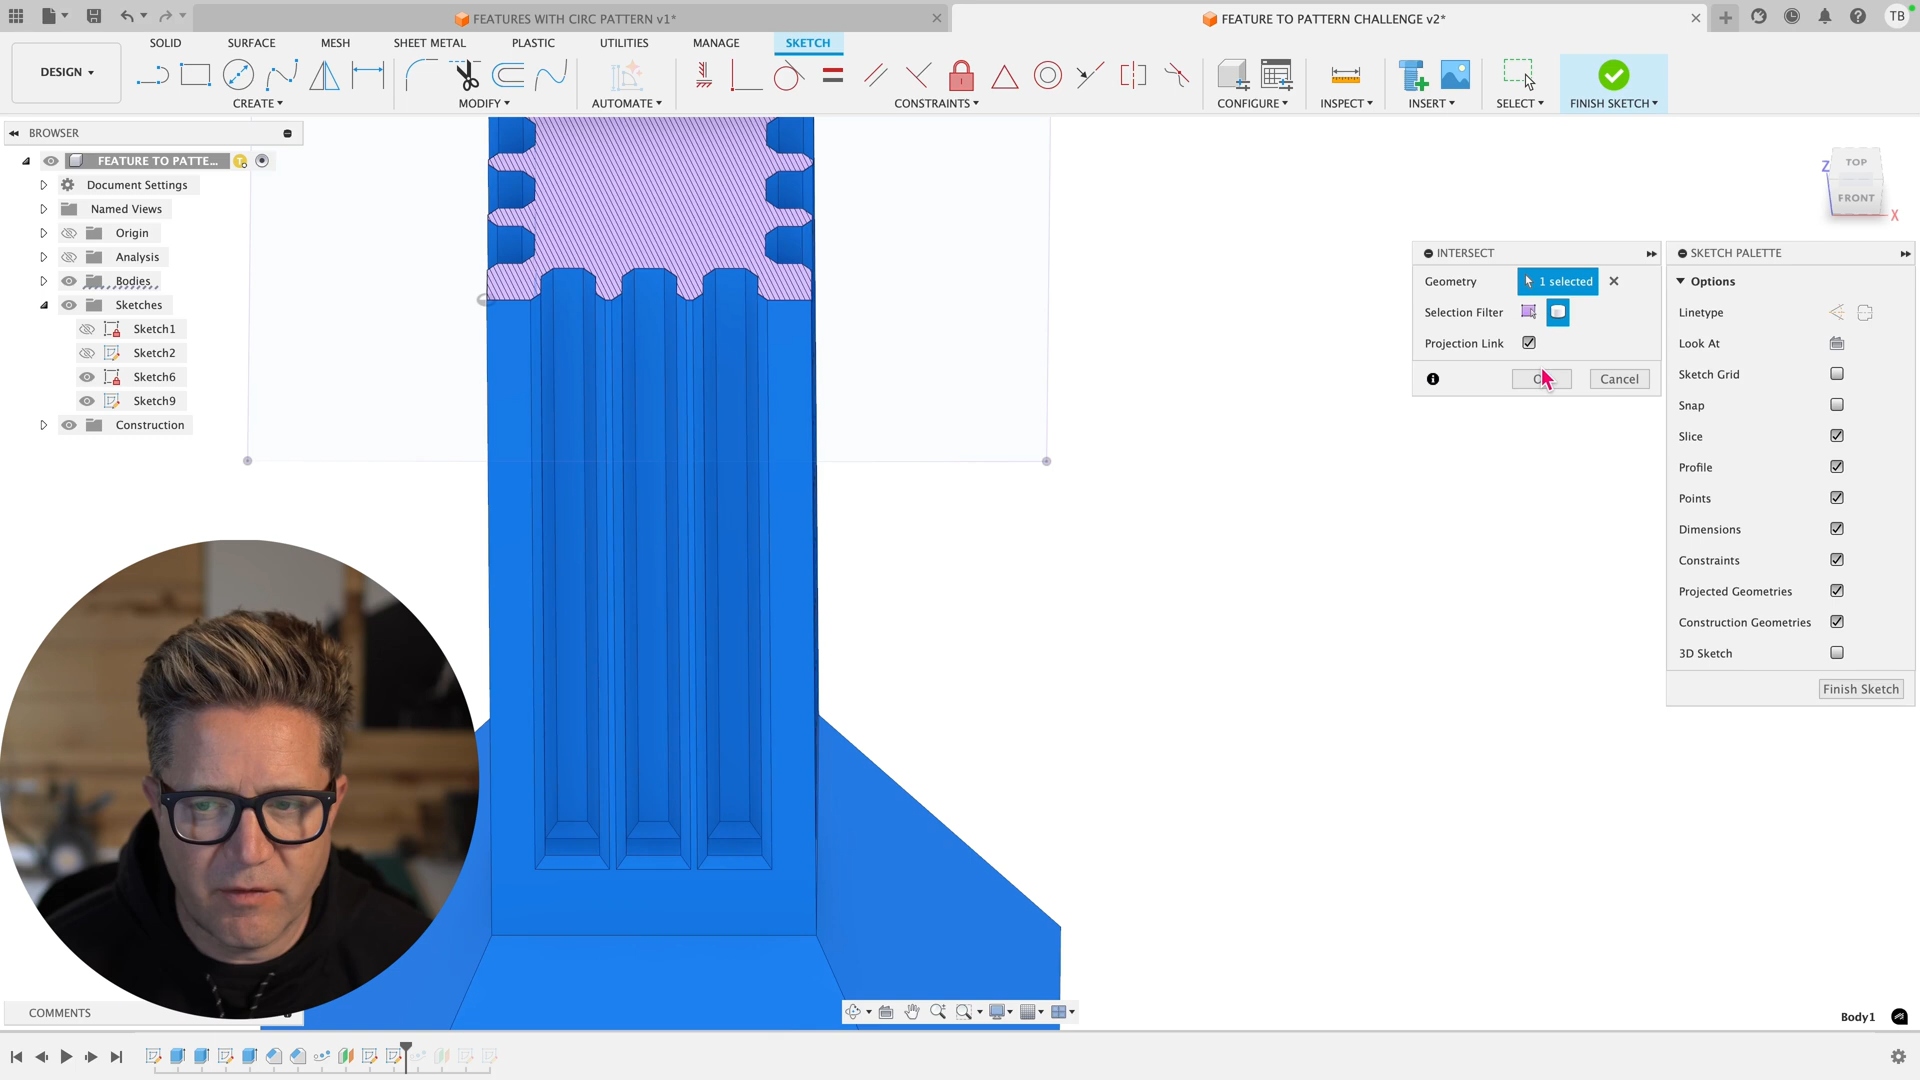 FEATURES WITH CIRC PATTERN v1*
FEATURE TO PATTERN CHALLENGE v2*
TB
DESIGN
SOLID
SURFACE
MESH
SHEET METAL
PLASTIC
UTILITIES
MANAGE
SKETCH
CREATE
MODIFY
AUTOMATE
CONSTRAINTS
CONFIGURE
INSPECT
INSERT
SELECT
FINISH SKETCH
BROWSER
FEATURE TO PATTE...
Document Settings
Named Views
Origin
Analysis
Bodies
Sketches
Sketch1
Sketch2
Sketch6
Sketch9
Construction
TOP
FRONT
Z
X
INTERSECT
Geometry
1 selected
Selection Filter
Projection Link
Cancel
SKETCH PALETTE
Options
Linetype
Look At
Sketch Grid
Snap
Slice
Profile
Points
Dimensions
Constraints
Projected Geometries
Construction Geometries
3D Sketch
Finish Sketch
COMMENTS
Body1